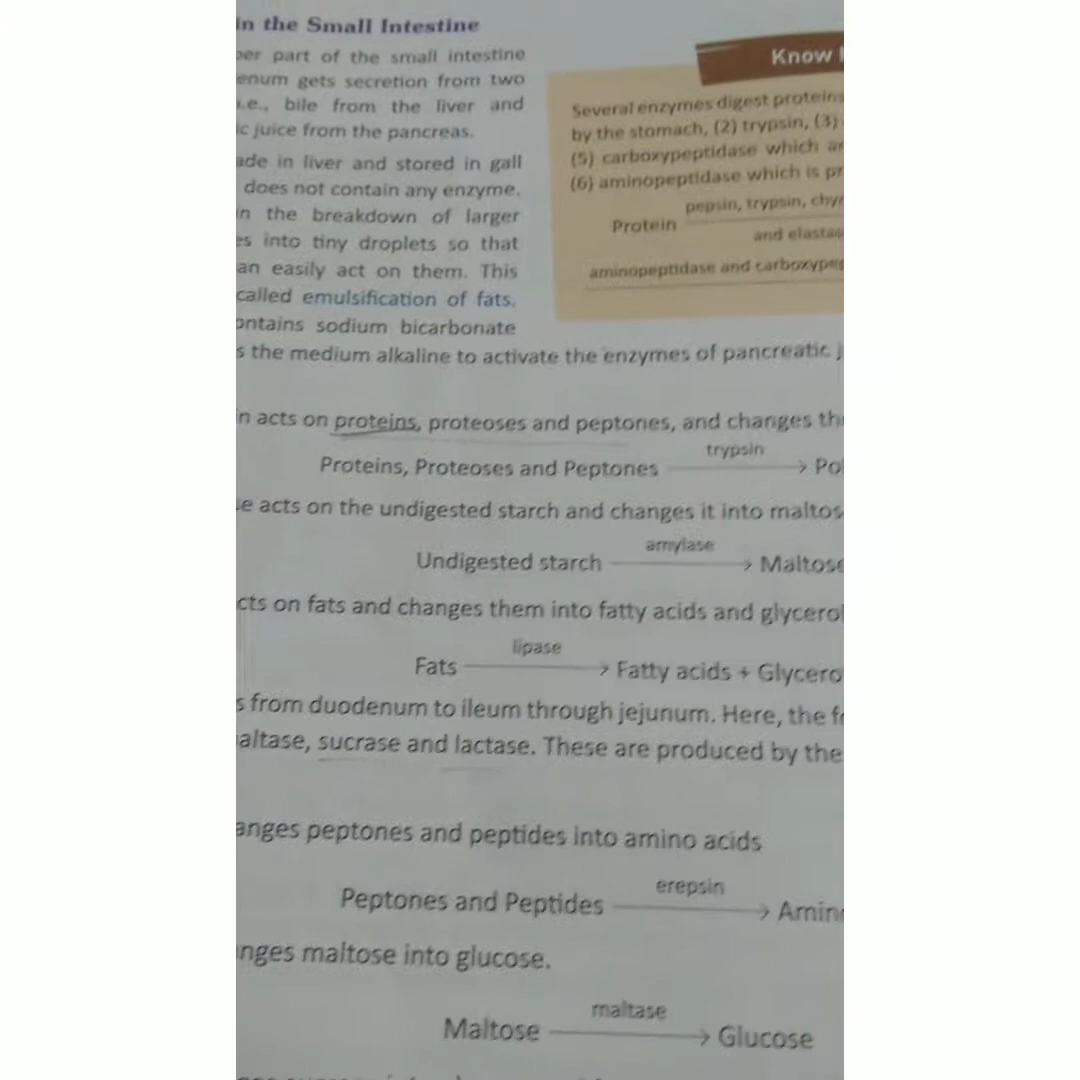 in the Small Intestine
per part of the small intestine
enum gets secretion from two
i.e., bile from the liver and
ic juice from the pancreas.
ade in liver and stored in gall
does not contain any enzyme.
in the breakdown of larger
es into tiny droplets so that
an easily act on them. This
called emulsification of fats.
ontains sodium bicarbonate
s the medium alkaline to activate the enzymes of pancreatic j
Know
Several enzymes digest proteins
by the stomach, (2) trypsin, (3)
(5) carboxypeptidase which ar
(6) aminopeptidase which is pr
pepsin, trypsin, chy
Protein
and elastas
aminopeptidase and carboxypep
n acts on proteins, proteoses and peptones, and changes the
trypsin
Proteins, Proteoses and Peptones → Pol
e acts on the undigested starch and changes it into maltos
amylase
Undigested starch → Maltose
cts on fats and changes them into fatty acids and glycerol
lipase
Fats → Fatty acids + Glycero
s from duodenum to ileum through jejunum. Here, the f
altase, sucrase and lactase. These are produced by the
anges peptones and peptides into amino acids
erepsin
Peptones and Peptides → Amin
nges maltose into glucose.
maltase
Maltose → Glucose